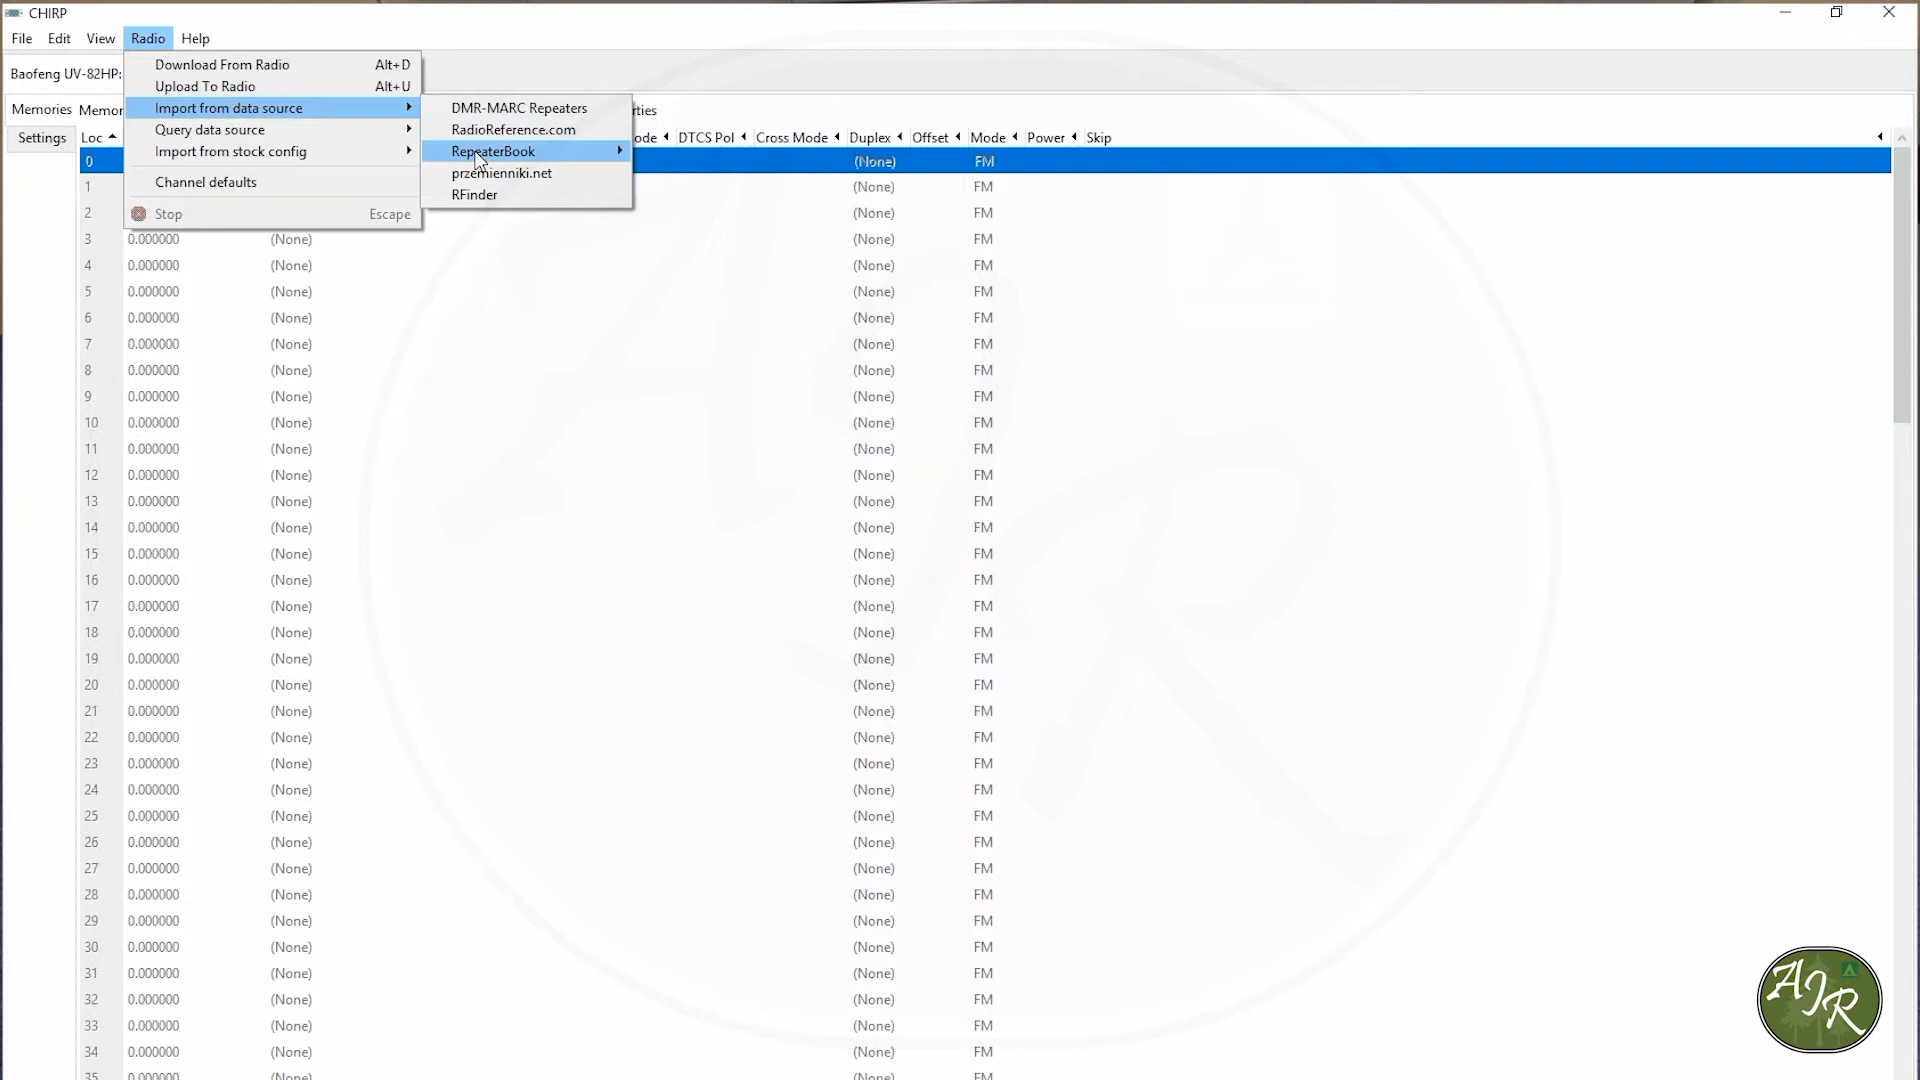 CHIRP
File Edit View Radio Help
Baofeng UV-82HP:
Download From Radio Alt+D
Upload To Radio Alt+U
Import from data source
Query data source
Import from stock config
Channel defaults
Stop Escape
DMR-MARC Repeaters
RadioReference.com
RepeaterBook
przemienniki.net
RFinder
Memories
Settings
Memor rties
Loc ode DTCS Pol Cross Mode Duplex Offset Mode Power Skip
0 (None) FM
1 (None) FM
2 (None) FM
3 0.000000 (None) (None) FM
4 0.000000 (None) (None) FM
5 0.000000 (None) (None) FM
6 0.000000 (None) (None) FM
7 0.000000 (None) (None) FM
8 0.000000 (None) (None) FM
9 0.000000 (None) (None) FM
10 0.000000 (None) (None) FM
11 0.000000 (None) (None) FM
12 0.000000 (None) (None) FM
13 0.000000 (None) (None) FM
14 0.000000 (None) (None) FM
15 0.000000 (None) (None) FM
16 0.000000 (None) (None) FM
17 0.000000 (None) (None) FM
18 0.000000 (None) (None) FM
19 0.000000 (None) (None) FM
20 0.000000 (None) (None) FM
21 0.000000 (None) (None) FM
22 0.000000 (None) (None) FM
23 0.000000 (None) (None) FM
24 0.000000 (None) (None) FM
25 0.000000 (None) (None) FM
26 0.000000 (None) (None) FM
27 0.000000 (None) (None) FM
28 0.000000 (None) (None) FM
29 0.000000 (None) (None) FM
30 0.000000 (None) (None) FM
31 0.000000 (None) (None) FM
32 0.000000 (None) (None) FM
33 0.000000 (None) (None) FM
34 0.000000 (None) (None) FM
35 0.000000 (None) (None) FM
AJR